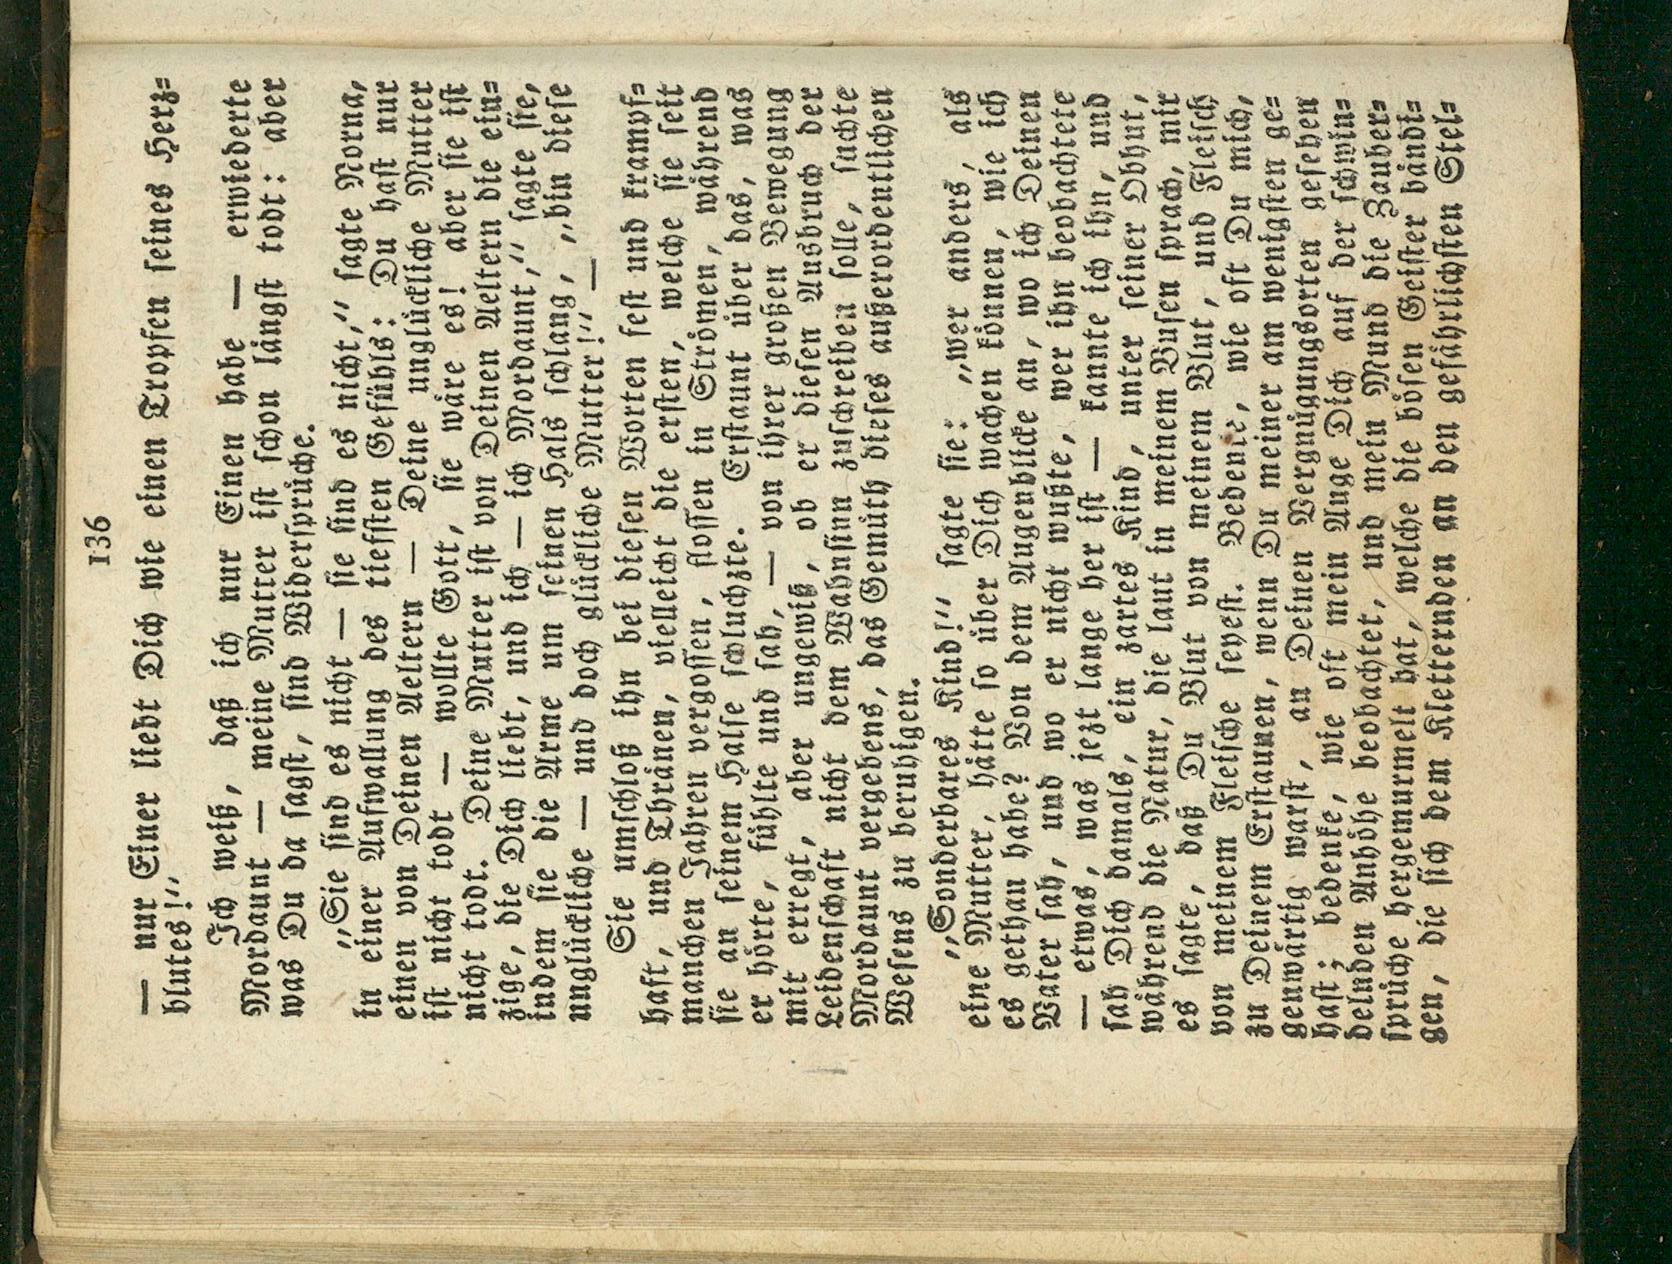 136
— nur Einer liebt Dich wie einen Tropfen seines Herz=
blutes!„
Ich weiß, daß ich nur Einen habe — erwiederte
Mordaunt — meine Mutter ist schon längst todt: aber
was Du da sagst, sind Widersprüche.
„Sie sind es nicht — sie sind es nicht,„ sagte Norna,
in einer Aufwallung des tiefsten Gefühls: Du hast nur
einen von Deinen Aeltern — Deine unglückliche Mutter
ist nicht todt — wollte Gott, sie wäre es! aber sie ist
nicht todt. Deine Mutter ist von Deinen Aeltern die ein=
zige, die Dich liebt, und ich — ich Mordaunt,„ sagte sie,
indem sie die Arme um seinen Hals schlang, „bin diese
unglückliche — und doch glückliche Mutter!„ —
Sie umschloß ihn bei diesen Worten fest und krampf=
haft, und Thränen, vielleicht die ersten, welche sie seit
manchen Jahren vergossen, flossen in Strömen, während
sie an seinem Halse schluchzte. Erstaunt über das, was
er hörte, fühlte und sah, — von ihrer großen Bewegung
mit erregt, aber ungewiß, ob er diesen Ausbruch der
Leidenschaft nicht dem Wahnsinn zuschreiben solle, suchte
Mordaunt vergebens, das Gemüth dieses außerordentlichen
Wesens zu beruhigen.
„Sonderbares Kind!„ sagte sie: „wer anders, als
eine Mutter, hätte so über Dich wachen können, wie ich
es gethan habe? Von dem Augenblicke an, wo ich Deinen
Vater sah, und wo er nicht wußte, wer ihn beobachtete
— etwas, was jezt lange her ist — kannte ich ihn, und
sah Dich damals, ein zartes Kind, unter seiner Obhut,
während die Natur, die laut in meinem Busen sprach, mir
es sagte, daß Du Blut von meinem Blut, und Fleisch
von meinem Fleische seyest. Bedenke, wie oft Du mich,
zu Deinem Erstaunen, wenn Du meiner am wenigsten ge=
genwärtig warst, an Deinen Vergnügungsorten gesehen
hast; bedenke, wie oft mein Auge Dich auf der schwin=
delnden Anhöhe beobachtet, und mein Mund die Zauber=
sprüche hergemurmelt hat, welche die bösen Geister bändi=
gen, die sich dem Kletternden an den gefährlichsten Stel=